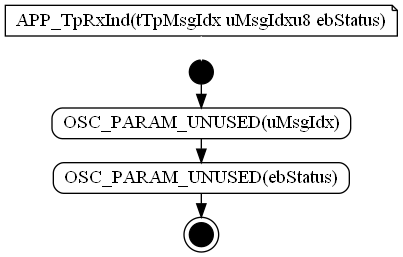 APP_TpRxInd(tTpMsgIdx uMsgIdxu8 ebStatus)
OSC_PARAM_UNUSED(uMsgIdx)
OSC_PARAM_UNUSED(ebStatus)